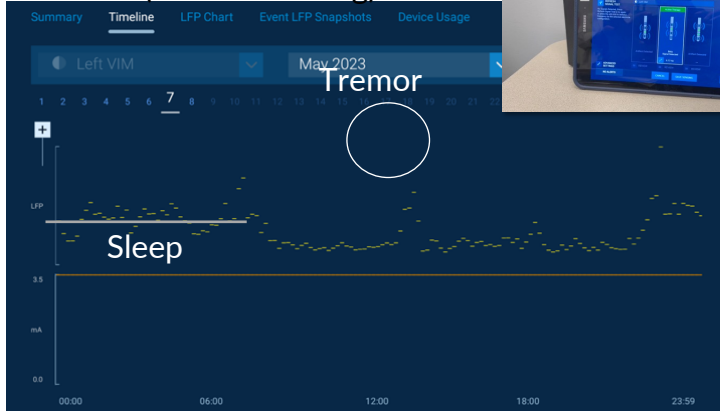 Summary Timeline LFP Chart Event LFP Snapshots Device Usage
Left VIM May 2023
Tremor
1 2 3 4 5 6 7 8 9 10 11 12 13 14 15 16 17 18 19 20 21 22
+
LFP
Sleep
3.5
mA
0.0
00:00 06:00 12:00 18:00 23:59